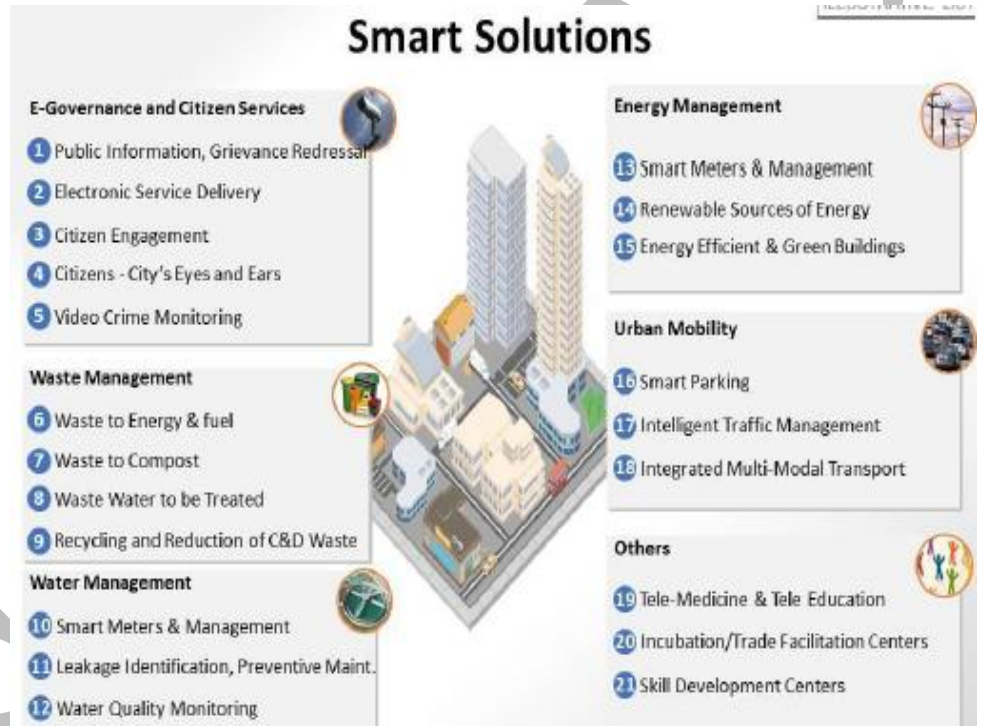 Smart Solutions
E-Governance and Citizen Services
1 Public Information, Grievance Redressal
2 Electronic Service Delivery
3 Citizen Engagement
4 Citizens - City's Eyes and Ears
5 Video Crime Monitoring
Waste Management
6 Waste to Energy & fuel
7 Waste to Compost
8 Waste Water to be Treated
9 Recycling and Reduction of C&D Waste
Water Management
10 Smart Meters & Management
11 Leakage Identification, Preventive Maint.
12 Water Quality Monitoring
Energy Management
13 Smart Meters & Management
14 Renewable Sources of Energy
15 Energy Efficient & Green Buildings
Urban Mobility
16 Smart Parking
17 Intelligent Traffic Management
18 Integrated Multi-Modal Transport
Others
19 Tele-Medicine & Tele Education
20 Incubation/Trade Facilitation Centers
21 Skill Development Centers